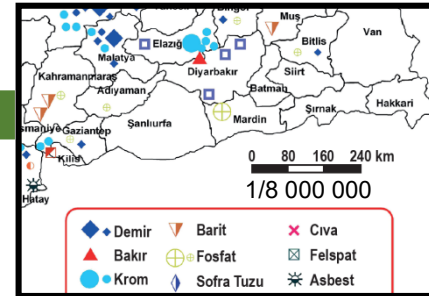 Bingöl
Muş
Elazığ
Bitlis
Van
Malatya
Diyarbakır
Siirt
Kahramanmaraş
Adıyaman
Batman
Hakkari
Şırnak
Mardin
Şanlıurfa
smaniye
Gaziantep
Kilis
Hatay
0 80 160 240 km
1/8 000 000
Demir Barit Cıva
Bakır Fosfat Felspat
Krom Sofra Tuzu Asbest